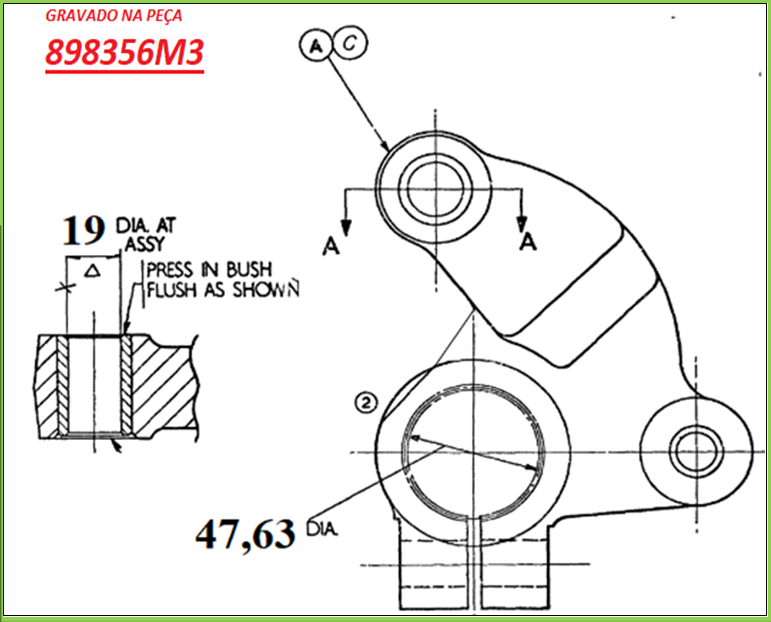 GRAVADO NA PEÇA
898356M3
A C
19 DIA. AT
ASSY
PRESS IN BUSH
FLUSH AS SHOWN
A A
2
47,63 DIA.